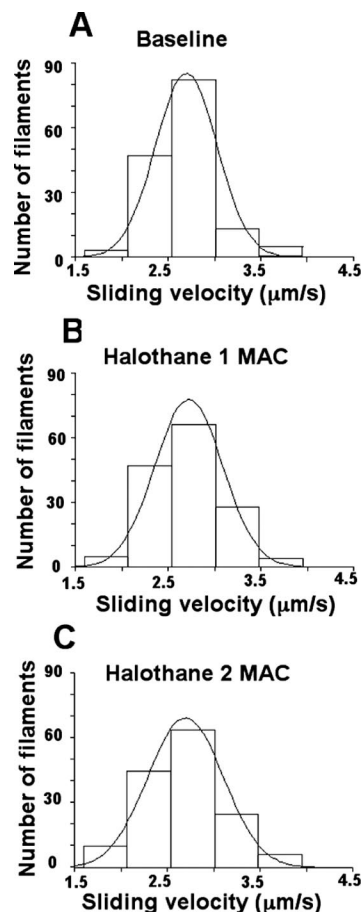 A
Baseline
Number of filaments
90
60
30
0
1.5 2.5 3.5 4.5
Sliding velocity (μm/s)
B
Halothane 1 MAC
Number of filaments
90
60
30
0
1.5 2.5 3.5 4.5
Sliding velocity (μm/s)
C
Halothane 2 MAC
Number of filaments
90
60
30
0
1.5 2.5 3.5 4.5
Sliding velocity (μm/s)